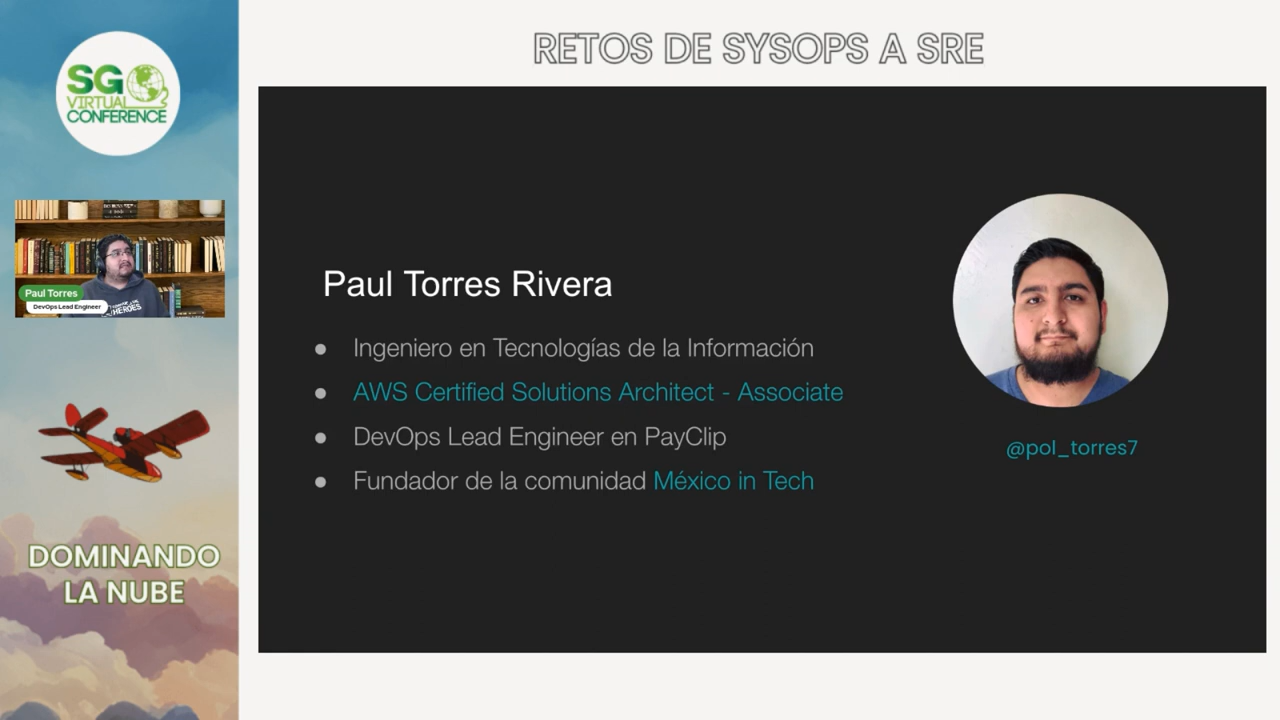 RETOS DE SYSOPS A SRE
SG
VIRTUAL
CONFERENCE
Paul Torres
DevOps Lead Engineer
HEROES
DOMINANDO
LA NUBE
Paul Torres Rivera
● Ingeniero en Tecnologías de la Información
● AWS Certified Solutions Architect - Associate
● DevOps Lead Engineer en PayClip
● Fundador de la comunidad México in Tech
@pol_torres7